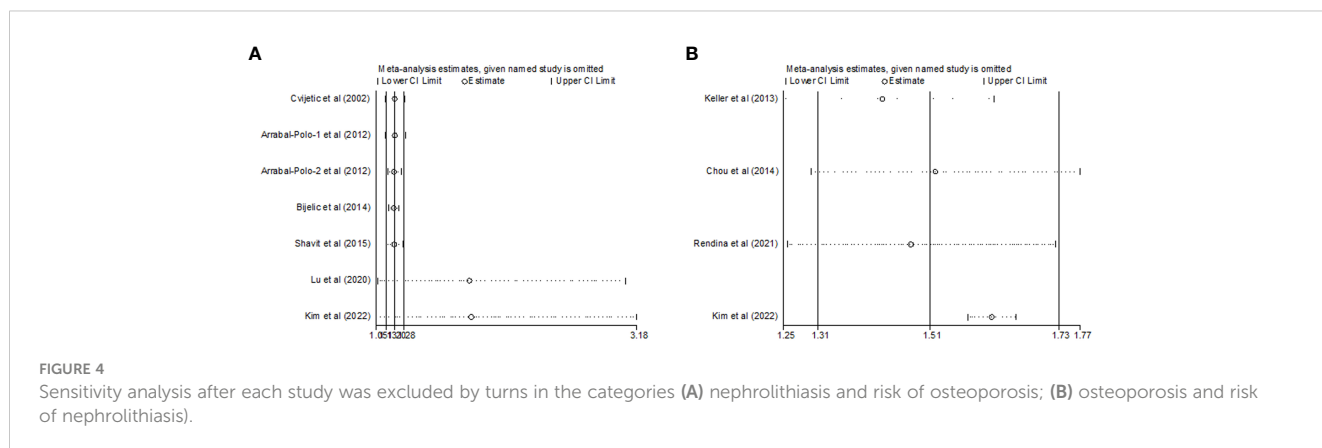 A
Meta-analysis estimates, given named study is omitted
Lower CI Limit Estimate Upper CI Limit
Cvijetic et al (2002)
Arrabal-Polo-1 et al (2012)
Arrabal-Polo-2 et al (2012)
Bijelic et al (2014)
Shavit et al (2015)
Lu et al (2020)
Kim et al (2022)
1.28 3.18
B
Meta-analysis estimates, given named study is omitted
Lower CI Limit Estimate Upper CI Limit
Keller et al (2013)
Chou et al (2014)
Rendina et al (2021)
Kim et al (2022)
1.25 1.31 1.51 1.73 1.77
FIGURE 4
Sensitivity analysis after each study was excluded by turns in the categories (A) nephrolithiasis and risk of osteoporosis; (B) osteoporosis and risk
of nephrolithiasis).